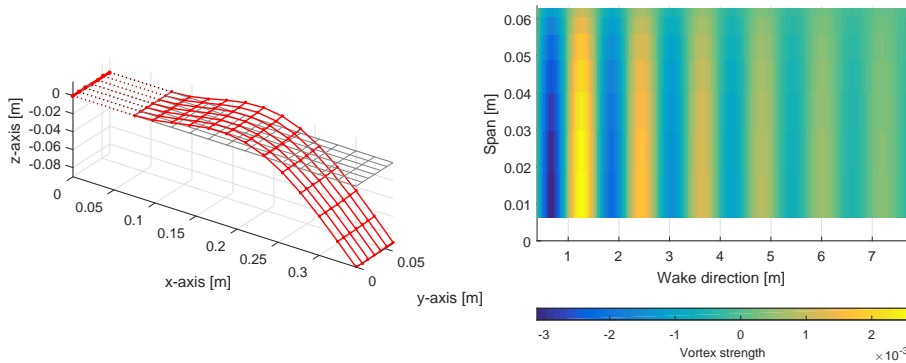 0
-0.02
-0.04
-0.06
-0.08
z-axis [m]
0
0.05
0.1
0.15
0.2
0.25
0.3
x-axis [m]
0
0.05
y-axis [m]
0.06
0.05
0.04
0.03
0.02
0.01
0
Span [m]
1 2 3 4 5 6 7
Wake direction [m]
-3 -2 -1 0 1 2
Vortex strength
×10⁻³